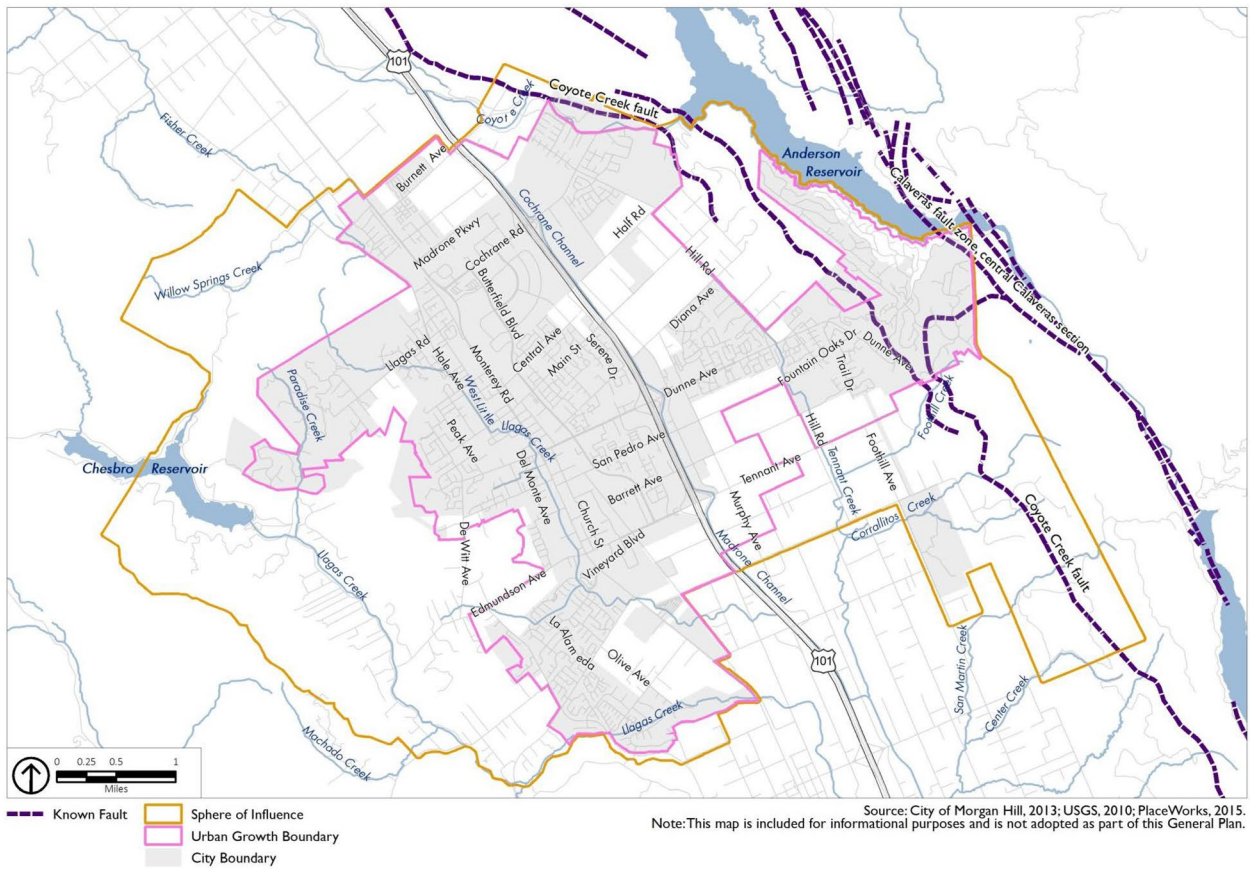 101
Coyote Creek fault
Coyote Creek
Fisher Creek
Burnett Ave
Anderson
Reservoir
Calaveras fault zone, central Calaveras section
Cochrane Channel
Half Rd
Madrone Pkwy
Cochrane Rd
Hill Rd
Willow Springs Creek
Butterfield Blvd
Diana Ave
Central Ave
Main St
Serene Dr
Llagas Rd
Hale Ave
Monterey Rd
Fountain Oaks Dr
Dunne Ave
Trail Dr
Dunne Ave
Paradise Creek
West Little
Llagas Creek
Foothill Creek
Peak Ave
Hill Rd
San Pedro Ave
Foothill Ave
Chesbro Reservoir
Del Monte Ave
Tennant Ave
Tennant Creek
Barrett Ave
Church St
Murphy Ave
Corrallitos Creek
De Witt Ave
Vineyard Blvd
Madrone Channel
Coyote Creek fault
Llagas Creek
Edmundson Ave
La Alameda
Olive Ave
101
San Martin Creek
Center Creek
Llagas Creek
Machado Creek
0 0.25 0.5 1
Miles
Known Fault
Sphere of Influence
Urban Growth Boundary
City Boundary
Source: City of Morgan Hill, 2013; USGS, 2010; PlaceWorks, 2015.
Note: This map is included for informational purposes and is not adopted as part of this General Plan.